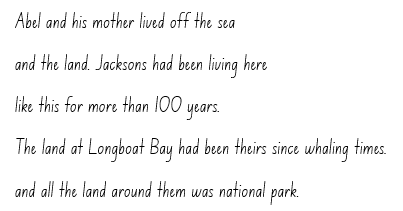 Abel and his mother lived off the sea
and the land. Jacksons had been living here
like this for more than 100 years.
The land at Longboat Bay had been theirs since whaling times.
and all the land around them was national park.